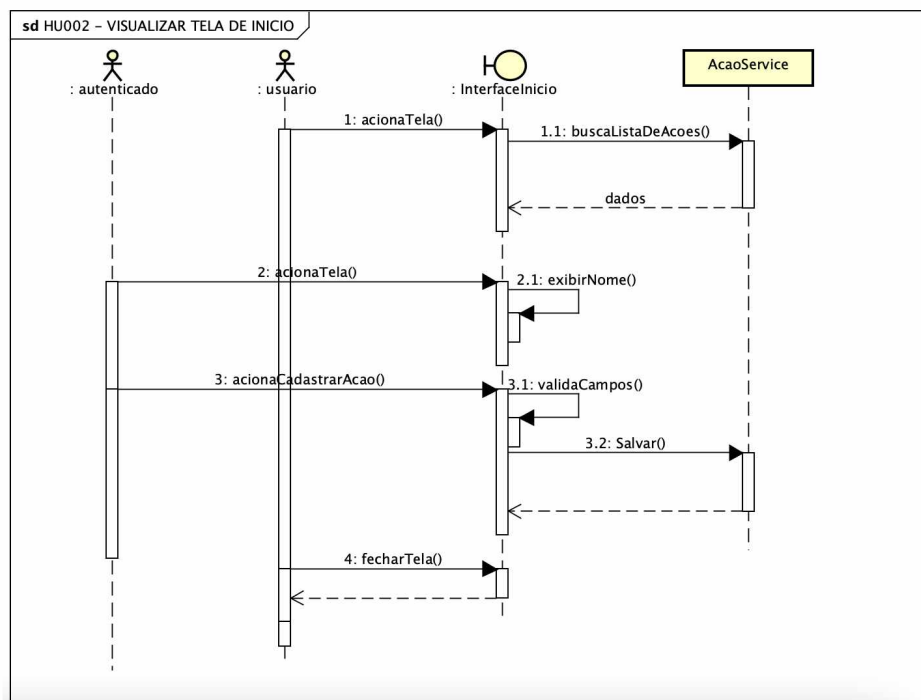 sd HU002 – VISUALIZAR TELA DE INICIO
: autenticado
: usuario
: InterfaceInicio
AcaoService
1: acionaTela()
1.1: buscaListaDeAcoes()
dados
2: acionaTela()
2.1: exibirNome()
3: acionaCadastrarAcao()
3.1: validaCampos()
3.2: Salvar()
4: fecharTela()